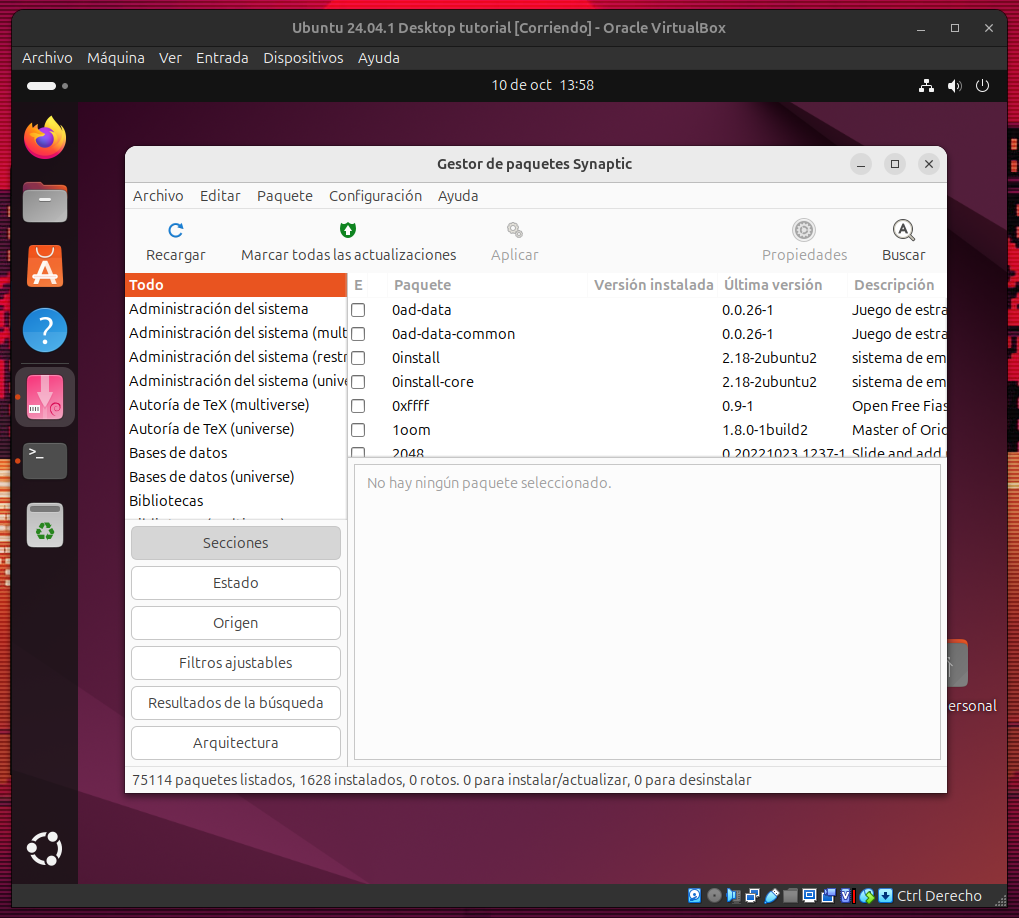 Ubuntu 24.04.1 Desktop tutorial [Corriendo] - Oracle VirtualBox
Archivo Máquina Ver Entrada Dispositivos Ayuda
10 de oct 13:58
Gestor de paquetes Synaptic
Archivo Editar Paquete Configuración Ayuda
Recargar Marcar todas las actualizaciones Aplicar Propiedades Buscar
Todo
Administración del sistema
Administración del sistema (mult
Administración del sistema (restr
Administración del sistema (unive
Autoría de TeX (multiverse)
Autoría de TeX (universe)
Bases de datos
Bases de datos (universe)
Bibliotecas
E Paquete Versión instalada Última versión Descripción
0ad-data 0.0.26-1 Juego de estra
0ad-data-common 0.0.26-1 Juego de estra
0install 2.18-2ubuntu2 sistema de em
0install-core 2.18-2ubuntu2 sistema de em
0xffff 0.9-1 Open Free Fias
1oom 1.8.0-1build2 Master of Orio
2048 0.20221023.1237-1 Slide and add
No hay ningún paquete seleccionado.
Secciones
Estado
Origen
Filtros ajustables
Resultados de la búsqueda
Arquitectura
75114 paquetes listados, 1628 instalados, 0 rotos. 0 para instalar/actualizar, 0 para desinstalar
ersonal
Ctrl Derecho